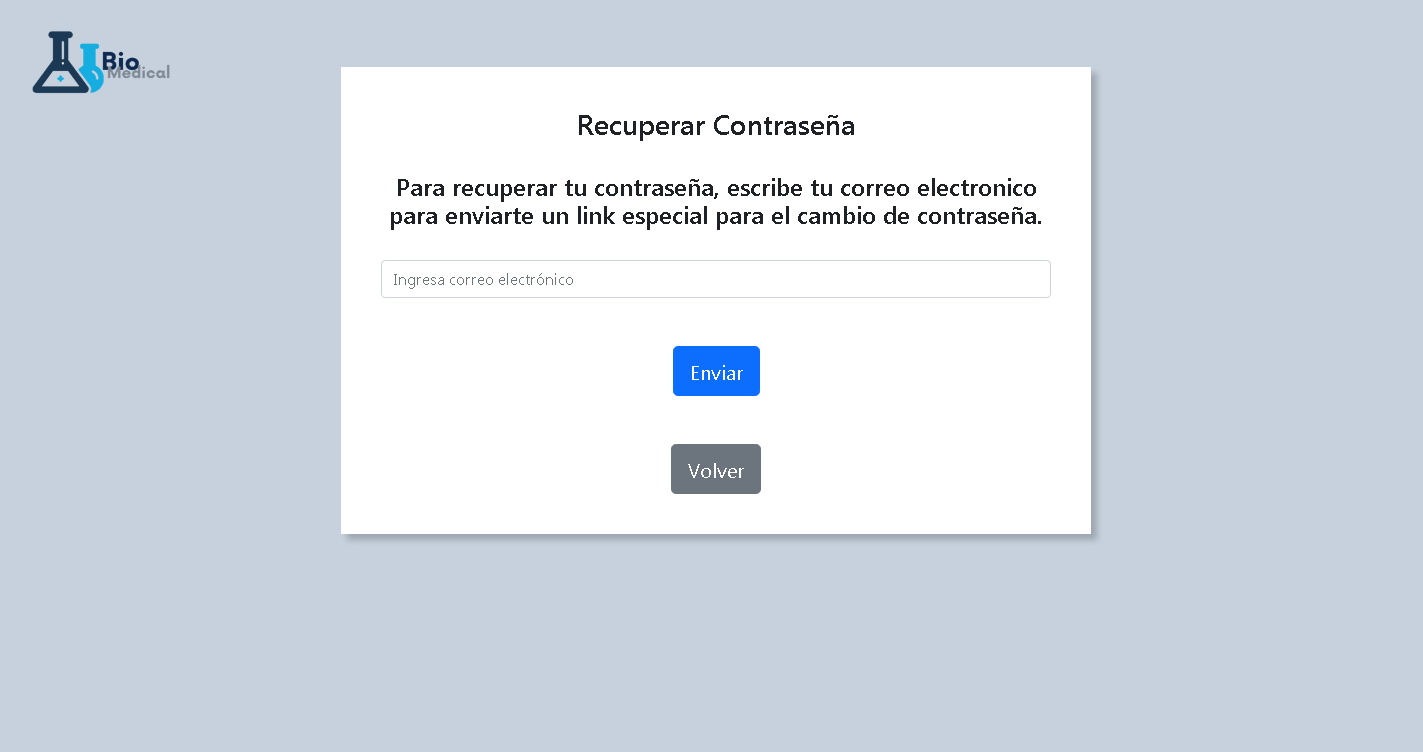 Bio
Medical
Recuperar Contraseña
Para recuperar tu contraseña, escribe tu correo electronico
para enviarte un link especial para el cambio de contraseña.
Ingresa correo electrónico
Enviar
Volver